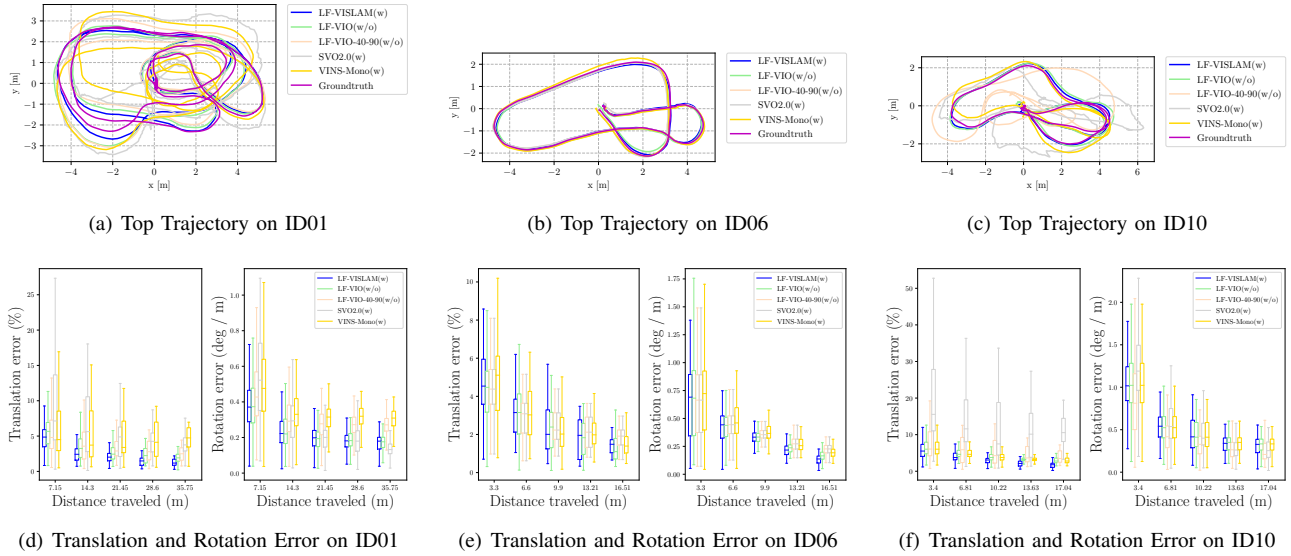 3
2
1
0
−1
−2
−3
y [m]
−4 −2 0 2 4
x [m]
LF-VISLAM(w)
LF-VIO(w/o)
LF-VIO-40-90(w/o)
SVO2.0(w)
VINS-Mono(w)
Groundtruth
(a) Top Trajectory on ID01
2
1
0
−1
−2
y [m]
−4 −2 0 2 4
x [m]
LF-VISLAM(w)
LF-VIO(w/o)
LF-VIO-40-90(w/o)
SVO2.0(w)
VINS-Mono(w)
Groundtruth
(b) Top Trajectory on ID06
2
0
−2
y [m]
−4 −2 0 2 4 6
x [m]
LF-VISLAM(w)
LF-VIO(w/o)
LF-VIO-40-90(w/o)
SVO2.0(w)
VINS-Mono(w)
Groundtruth
(c) Top Trajectory on ID10
Translation error (%)
25
20
15
10
5
0
7.15 14.3 21.45 28.6 35.75
Distance traveled (m)
Rotation error (deg / m)
1.0
0.8
0.6
0.4
0.2
0.0
7.15 14.3 21.45 28.6 35.75
Distance traveled (m)
LF-VISLAM(w)
LF-VIO(w/o)
LF-VIO-40-90(w/o)
SVO2.0(w)
VINS-Mono(w)
(d) Translation and Rotation Error on ID01
Translation error (%)
10
8
6
4
2
0
3.3 6.6 9.9 13.21 16.51
Distance traveled (m)
Rotation error (deg / m)
1.75
1.50
1.25
1.00
0.75
0.50
0.25
0.00
3.3 6.6 9.9 13.21 16.51
Distance traveled (m)
LF-VISLAM(w)
LF-VIO(w/o)
LF-VIO-40-90(w/o)
SVO2.0(w)
VINS-Mono(w)
(e) Translation and Rotation Error on ID06
Translation error (%)
50
40
30
20
10
0
3.4 6.81 10.22 13.63 17.04
Distance traveled (m)
Rotation error (deg / m)
2.0
1.5
1.0
0.5
0.0
3.4 6.81 10.22 13.63 17.04
Distance traveled (m)
LF-VISLAM(w)
LF-VIO(w/o)
LF-VIO-40-90(w/o)
SVO2.0(w)
VINS-Mono(w)
(f) Translation and Rotation Error on ID10